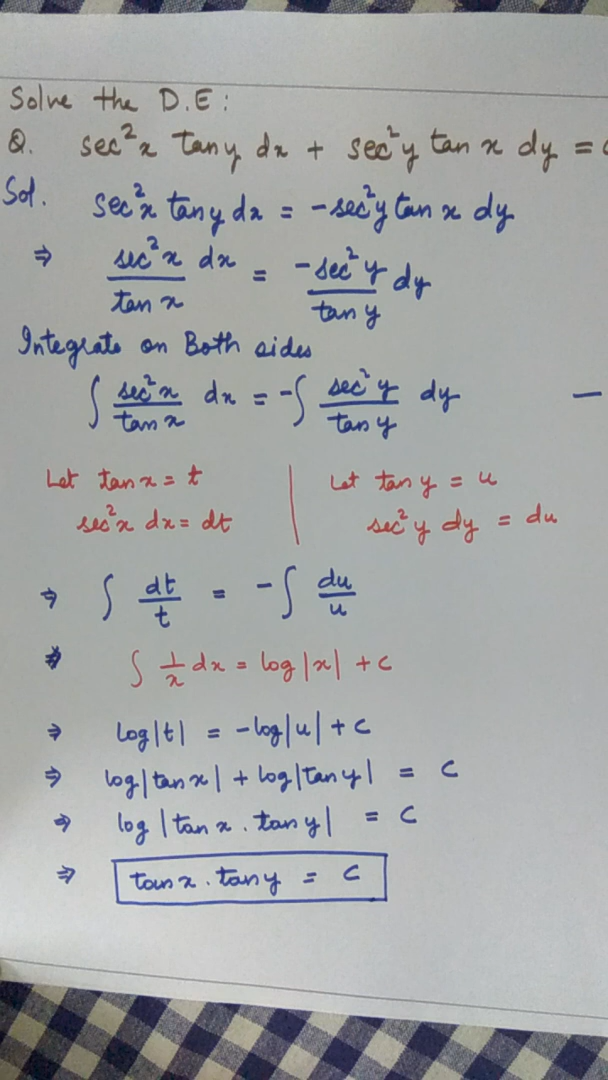 Solve the D.E:
Q. sec²x tany dx + sec²y tan x dy =
Sol. sec²x tany dx = -sec²y tan x dy
⇒ sec²x/tan x dx = -sec²y/tan y dy
Integrate on Both sides
∫ sec²x/tan x dx = -∫ sec²y/tan y dy —
Let tan x = t | Let tan y = u
sec²x dx = dt | sec²y dy = du
⇒ ∫ dt/t = -∫ du/u
⇒ ∫ 1/x dx = log|x| + c
⇒ log|t| = -log|u| + c
⇒ log|tan x| + log|tan y| = c
⇒ log |tan x . tan y| = c
⇒ tan x . tan y = c